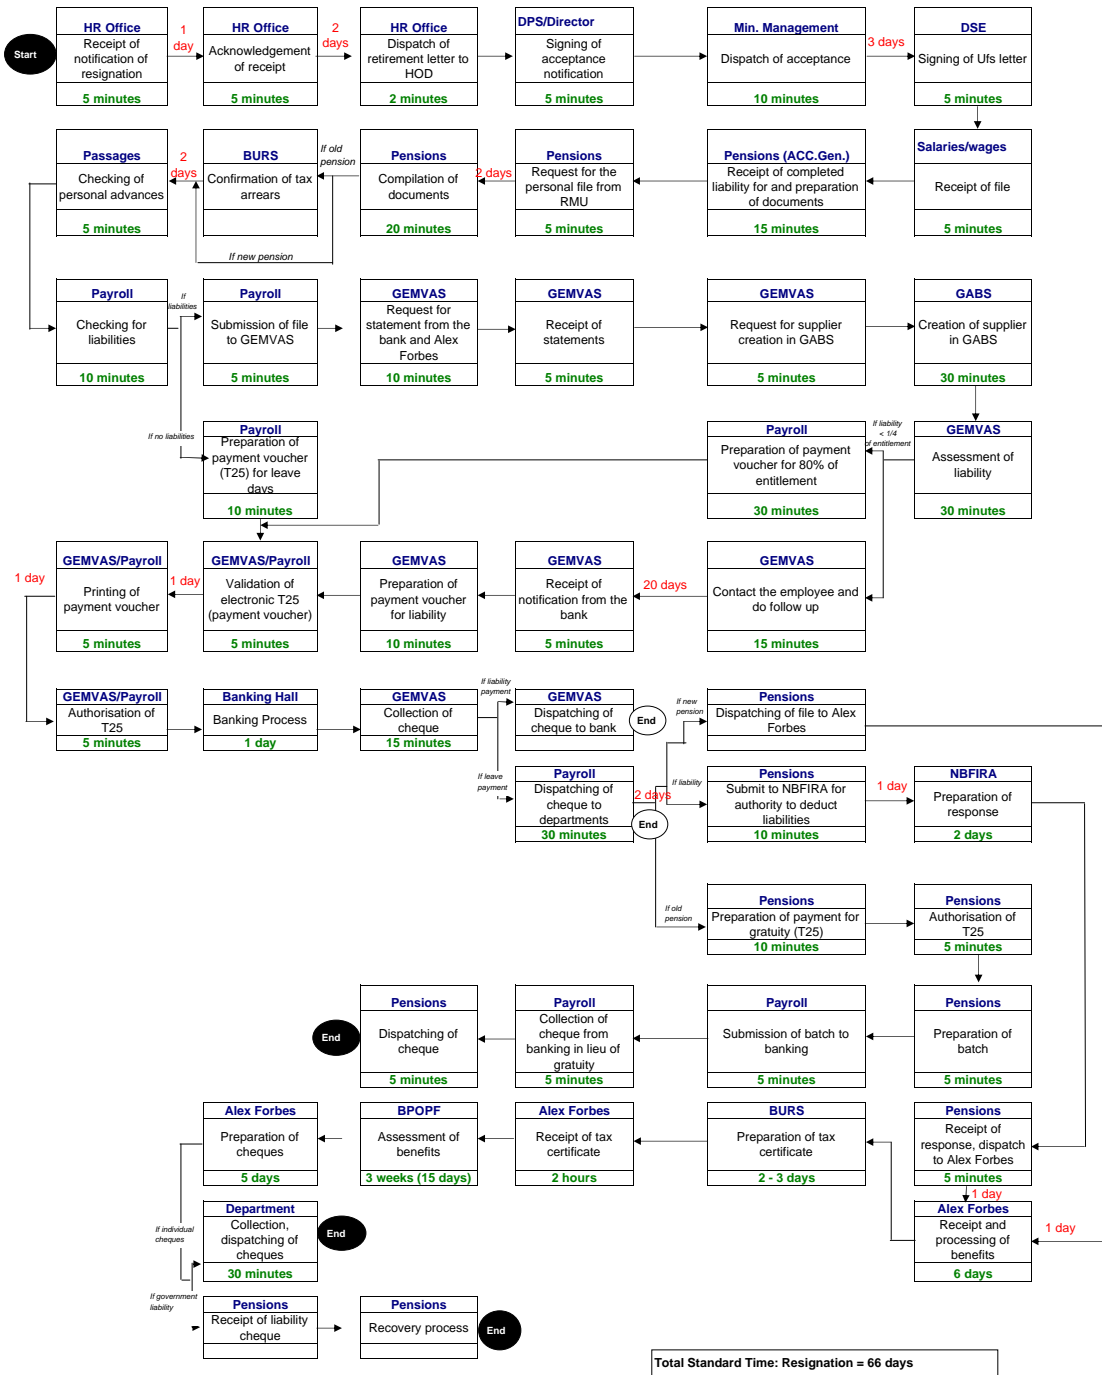 Start
HR Office
Receipt of
notification of
resignation
5 minutes
1
day
HR Office
Acknowledgement
of receipt
5 minutes
2
days
HR Office
Dispatch of
retirement letter to
HOD
2 minutes
DPS/Director
Signing of
acceptance
notification
5 minutes
Min. Management
Dispatch of acceptance
10 minutes
3 days
DSE
Signing of Ufs letter
5 minutes
Passages
Checking of
personal advances
5 minutes
2
days
BURS
Confirmation of tax
arrears
If old
pension
If new pension
Pensions
Compilation of
documents
20 minutes
2 days
Pensions
Request for the
personal file from
RMU
5 minutes
Pensions (ACC.Gen.)
Receipt of completed
liability for and preparation
of documents
15 minutes
Salaries/wages
Receipt of file
5 minutes
Payroll
Checking for
liabilities
10 minutes
If
liabilities
If no liabilities
Payroll
Submission of file
to GEMVAS
5 minutes
GEMVAS
Request for
statement from the
bank and Alex
Forbes
10 minutes
GEMVAS
Receipt of
statements
5 minutes
GEMVAS
Request for supplier
creation in GABS
5 minutes
GABS
Creation of supplier
in GABS
30 minutes
Payroll
Preparation of
payment voucher
(T25) for leave
days
10 minutes
Payroll
Preparation of payment
voucher for 80% of
entitlement
30 minutes
If liability
< 1/4
of entitlement
GEMVAS
Assessment of
liability
30 minutes
1 day
GEMVAS/Payroll
Printing of
payment voucher
5 minutes
1 day
GEMVAS/Payroll
Validation of
electronic T25
(payment voucher)
5 minutes
GEMVAS
Preparation of
payment voucher
for liability
10 minutes
GEMVAS
Receipt of
notification from the
bank
5 minutes
20 days
GEMVAS
Contact the employee and
do follow up
15 minutes
GEMVAS/Payroll
Authorisation of
T25
5 minutes
Banking Hall
Banking Process
1 day
GEMVAS
Collection of
cheque
15 minutes
If liability
payment
If leave
payment
GEMVAS
Dispatching of
cheque to bank
End
If new
pension
Pensions
Dispatching of file to Alex
Forbes
Payroll
Dispatching of
cheque to
departments
30 minutes
2 days
End
If liability
Pensions
Submit to NBFIRA for
authority to deduct
liabilities
10 minutes
1 day
NBFIRA
Preparation of
response
2 days
If old
pension
Pensions
Preparation of payment for
gratuity (T25)
10 minutes
Pensions
Authorisation of
T25
5 minutes
End
Pensions
Dispatching of
cheque
5 minutes
Payroll
Collection of
cheque from
banking in lieu of
gratuity
5 minutes
Payroll
Submission of batch to
banking
5 minutes
Pensions
Preparation of
batch
5 minutes
Alex Forbes
Preparation of
cheques
5 days
BPOPF
Assessment of
benefits
3 weeks (15 days)
Alex Forbes
Receipt of tax
certificate
2 hours
BURS
Preparation of tax
certificate
2 - 3 days
Pensions
Receipt of
response, dispatch
to Alex Forbes
5 minutes
1 day
If individual
cheques
Department
Collection,
dispatching of
cheques
30 minutes
End
Alex Forbes
Receipt and
processing of
benefits
6 days
1 day
If government
liability
Pensions
Receipt of liability
cheque
Pensions
Recovery process
End
Total Standard Time: Resignation = 66 days